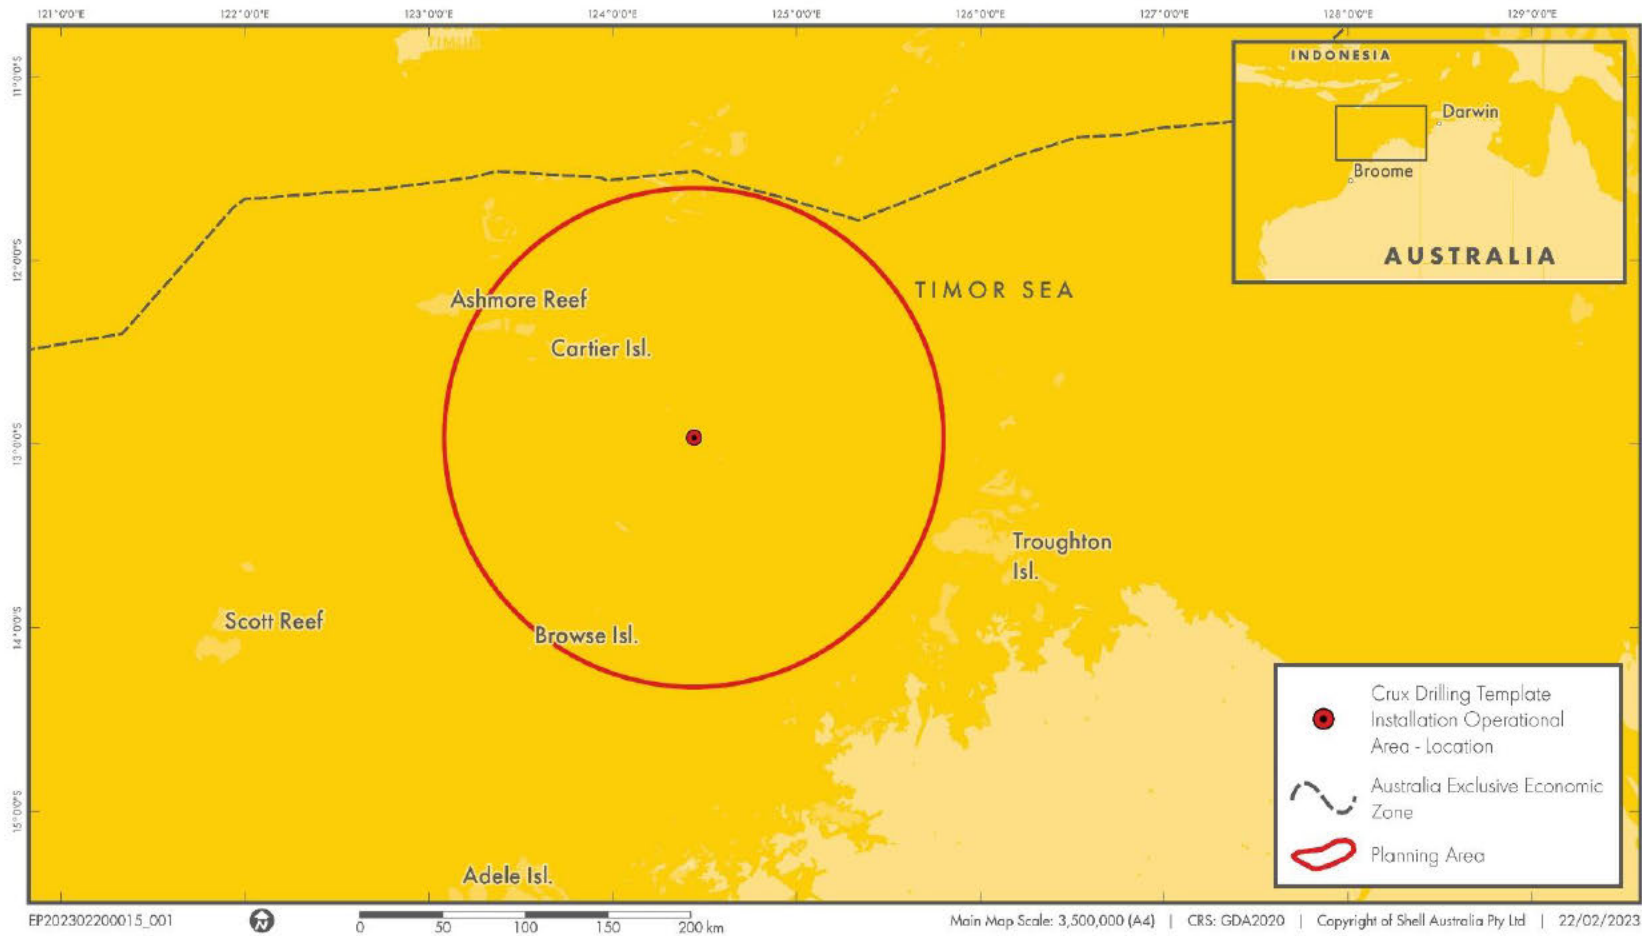 121°0'0"E
122°0'0"E
123°0'0"E
124°0'0"E
125°0'0"E
126°0'0"E
127°0'0"E
128°0'0"E
129°0'0"E
11°0'0"S
12°0'0"S
13°0'0"S
14°0'0"S
15°0'0"S
INDONESIA
Darwin
Broome
AUSTRALIA
TIMOR SEA
Ashmore Reef
Cartier Isl.
Troughton
Isl.
Scott Reef
Browse Isl.
Adele Isl.
Crux Drilling Template
Installation Operational
Area - Location
Australia Exclusive Economic
Zone
Planning Area
EP2023022200015_001
N
0 50 100 150 200 km
Main Map Scale: 3,500,000 (A4) | CRS: GDA2020 | Copyright of Shell Australia Pty Ltd | 22/02/2023